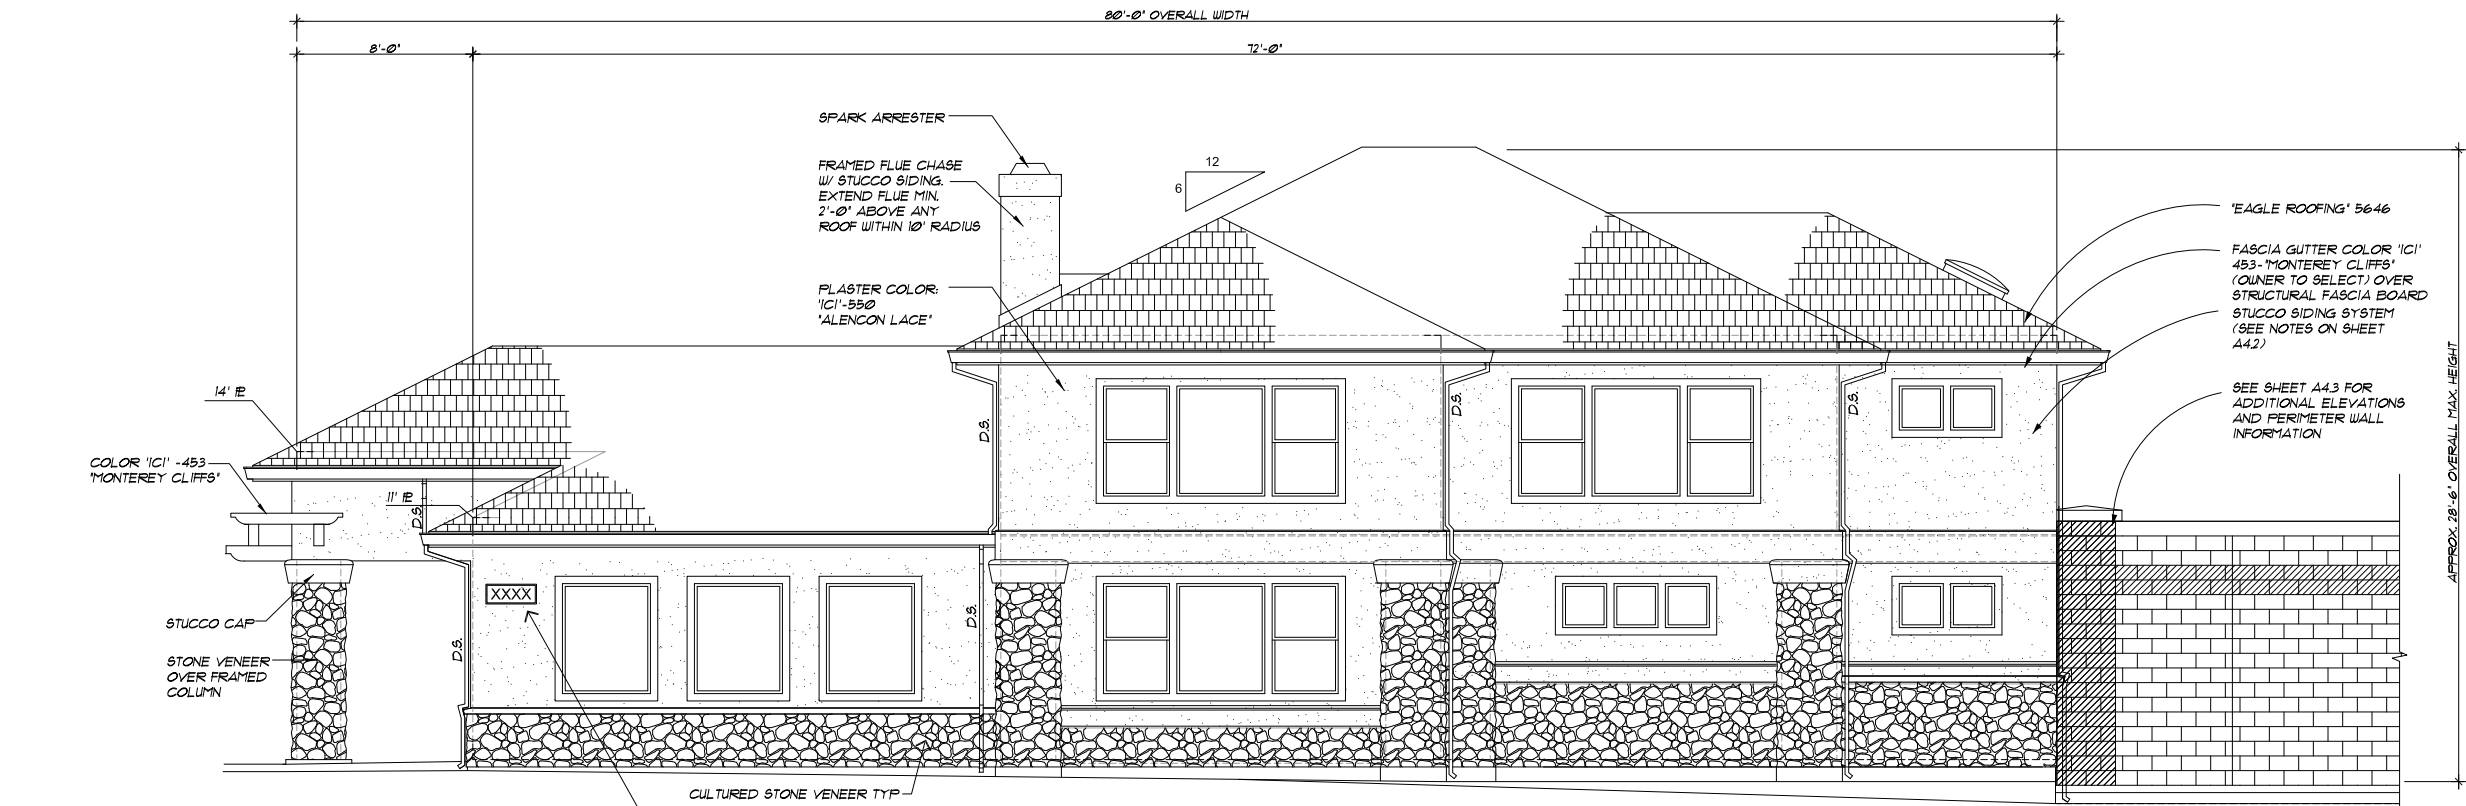 80'-0" OVERALL WIDTH
8'-0"
72'-0"
SPARK ARRESTER
FRAMED FLUE CHASE
W/ STUCCO SIDING.
EXTEND FLUE MIN.
2'-0" ABOVE ANY
ROOF WITHIN 10' RADIUS
12
6
PLASTER COLOR:
'ICI'-550
"ALENCON LACE"
"EAGLE ROOFING" 5646
FASCIA GUTTER COLOR 'ICI'
453-"MONTEREY CLIFFS"
(OWNER TO SELECT) OVER
STRUCTURAL FASCIA BOARD
STUCCO SIDING SYSTEM
(SEE NOTES ON SHEET
A4.2)
SEE SHEET A4.3 FOR
ADDITIONAL ELEVATIONS
AND PERIMETER WALL
INFORMATION
APPROX. 28'-6" OVERALL MAX. HEIGHT
14' PL
COLOR 'ICI' -453
"MONTEREY CLIFFS"
11' PL
D.S.
D.S.
D.S.
D.S.
D.S.
D.S.
XXXX
STUCCO CAP
STONE VENEER
OVER FRAMED
COLUMN
CULTURED STONE VENEER TYP